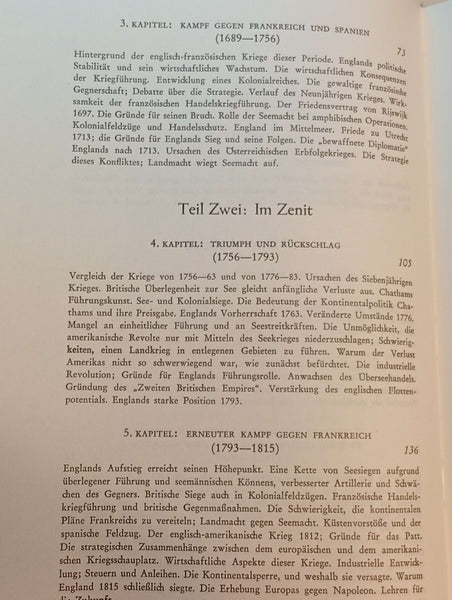 3. KAPITEL: KAMPF GEGEN FRANKREICH UND SPANIEN
(1689—1756) 73
Hintergrund der englisch-französischen Kriege dieser Periode. Englands politische
Stabilität und sein wirtschaftliches Wachstum. Die wirtschaftlichen Konsequenzen
der Kriegführung. Entwicklung eines Kolonialreiches. Die gewaltige französische
Gegnerschaft; Debatte über die Strategie. Verlauf des Neunjährigen Krieges. Wirk-
samkeit der französischen Handelskriegführung. Der Friedensvertrag von Rijswijk
1697. Die Gründe für seinen Bruch. Rolle der Seemacht bei amphibischen Operationen.
Kolonialfeldzüge und Handelsschutz. England im Mittelmeer. Friede zu Utrecht
1713; die Gründe für Englands Sieg und seine Folgen. Die „bewaffnete Diplomatie"
Englands nach 1713. Ursachen des Österreichischen Erbfolgekrieges. Die Strategie
dieses Konfliktes; Landmacht wiegt Seemacht auf.
Teil Zwei: Im Zenit
4. KAPITEL: TRIUMPH UND RÜCKSCHLAG
(1756—1793) 105
Vergleich der Kriege von 1756—63 und von 1776—83. Ursachen des Siebenjährigen
Krieges. Britische Überlegenheit zur See gleicht anfängliche Verluste aus. Chathams
Führungskunst. See- und Kolonialsiege. Die Bedeutung der Kontinentalpolitik Chat-
hams und ihre Preisgabe. Englands Vorherrschaft 1763. Veränderte Umstände 1776.
Mangel an einheitlicher Führung und an Seestreitkräften. Die Unmöglichkeit, die
amerikanische Revolte nur mit Mitteln des Seekrieges niederzuschlagen; Schwierig-
keiten, einen Landkrieg in entlegenen Gebieten zu führen. Warum der Verlust
Amerikas nicht so schwerwiegend war, wie zunächst befürchtet. Die industrielle
Revolution; Gründe für Englands Führungsrolle. Anwachsen des Überseehandels.
Gründung des „Zweiten Britischen Empires". Verstärkung des englischen Flotten-
potentials. Englands starke Position 1793.
5. KAPITEL: ERNEUTER KAMPF GEGEN FRANKREICH
(1793—1815) 136
Englands Aufstieg erreicht seinen Höhepunkt. Eine Kette von Seesiegen aufgrund
überlegener Führung und seemännischen Könnens, verbesserter Artillerie und Schwä-
chen des Gegners. Britische Siege auch in Kolonialfeldzügen. Französische Handels-
kriegführung und britische Gegenmaßnahmen. Die Schwierigkeit, die kontinentalen
Pläne Frankreichs zu vereiteln; Landmacht gegen Seemacht. Küstenvorstöße und der
spanische Feldzug. Der englisch-amerikanische Krieg 1812; Gründe für das Patt.
Die strategischen Zusammenhänge zwischen dem europäischen und dem amerikani-
schen Kriegsschauplatz. Wirtschaftliche Aspekte dieser Kriege. Industrielle Entwick-
lung; Steuern und Anleihen. Die Kontinentalsperre, und weshalb sie versagte. Warum
England 1815 schließlich siegte. Die Erhebung Europas gegen Napoleon. Lehren für
die Zukunft.